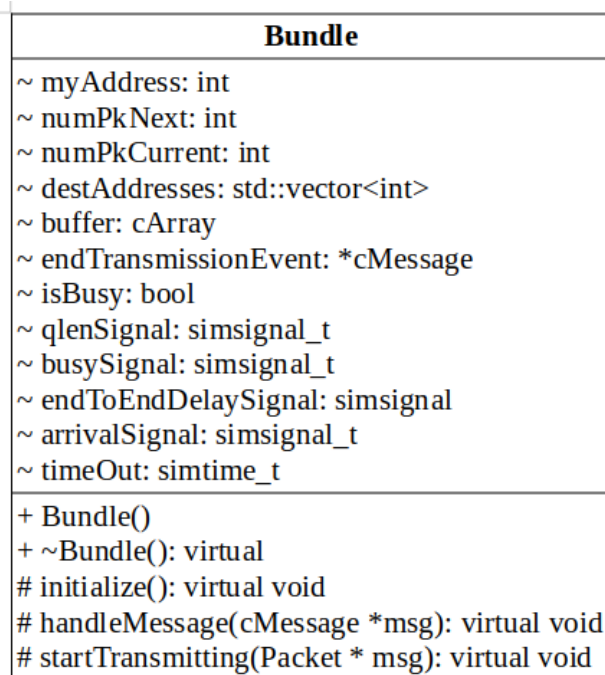 Bundle
~ myAddress: int
~ numPkNext: int
~ numPkCurrent: int
~ destAddresses: std::vector<int>
~ buffer: cArray
~ endTransmissionEvent: *cMessage
~ isBusy: bool
~ qlenSignal: simsignal_t
~ busySignal: simsignal_t
~ endToEndDelaySignal: simsignal
~ arrivalSignal: simsignal_t
~ timeOut: simtime_t
+ Bundle()
+ ~Bundle(): virtual
# initialize(): virtual void
# handleMessage(cMessage *msg): virtual void
# startTransmitting(Packet * msg): virtual void